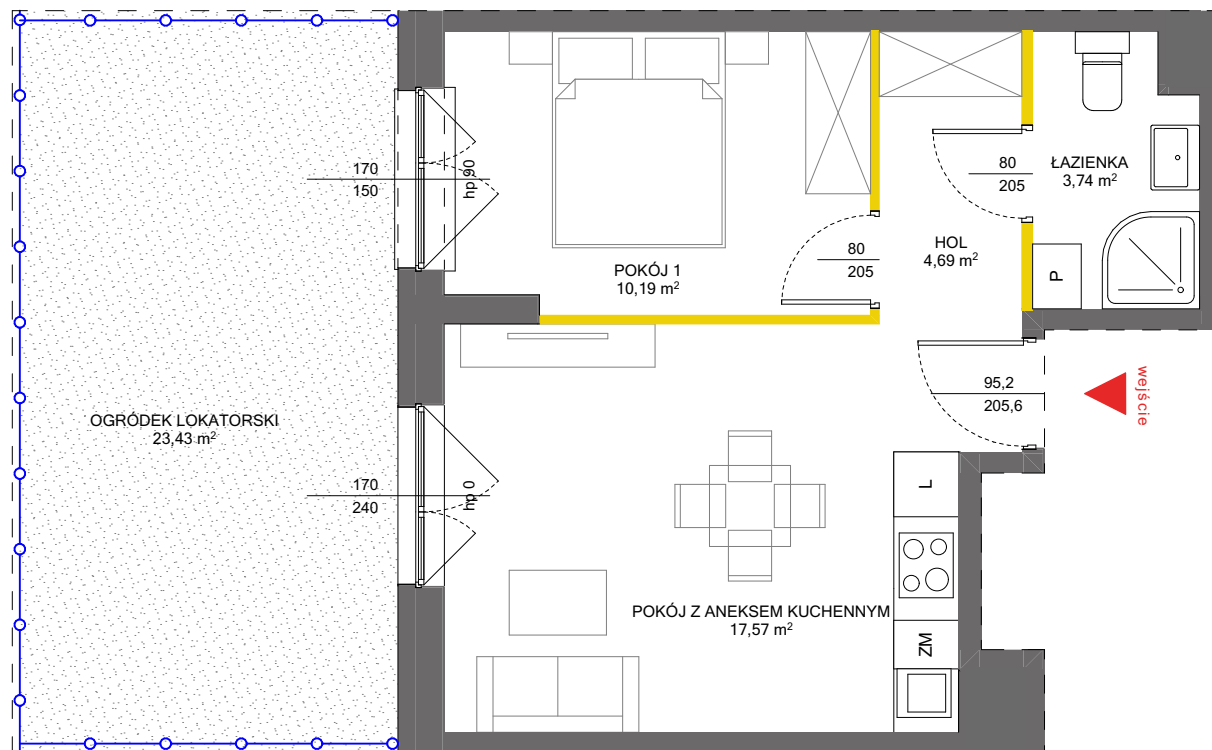 170
150
hp 90
POKÓJ 1
10,19 m²
80
205
HOL
4,69 m²
80
205
ŁAZIENKA
3,74 m²
P
95,2
205,6
wejście
OGRÓDEK LOKATORSKI
23,43 m²
170
240
hp 0
L
POKÓJ Z ANEKSEM KUCHENNYM
17,57 m²
ZM